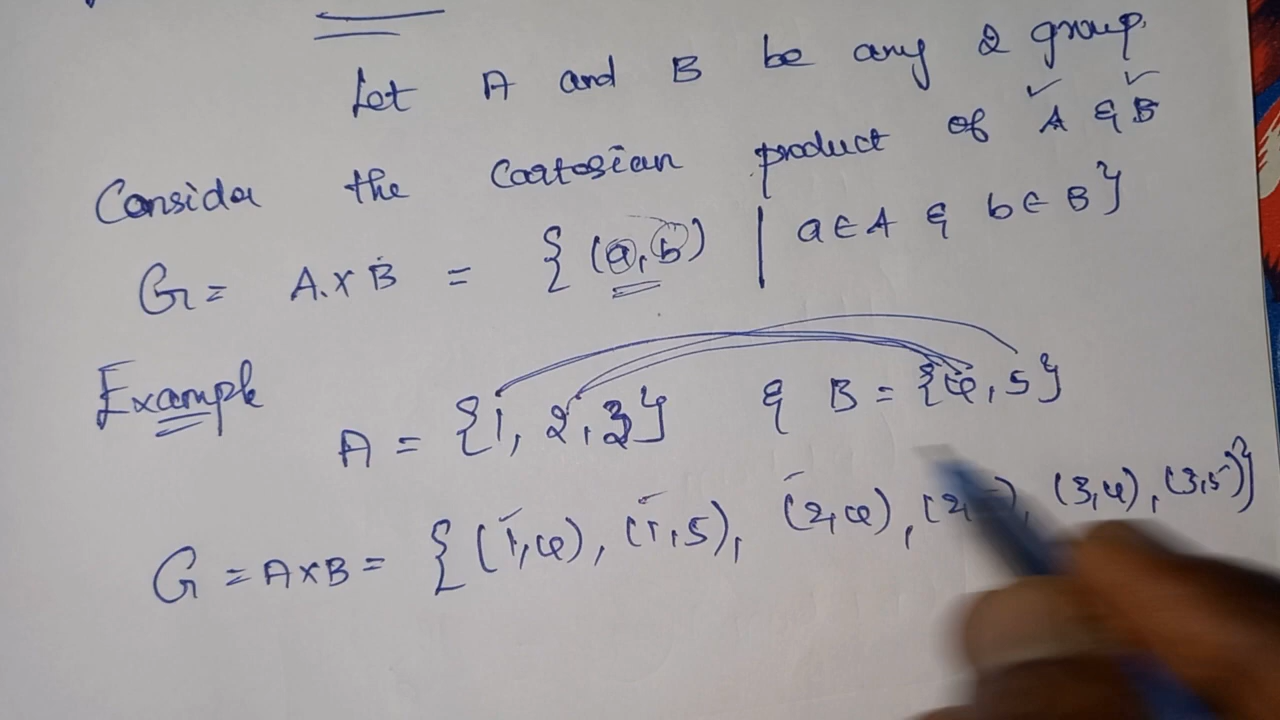 Let A and B be any 2 group.
Consider the Cartesian product of A & B
G = A × B = { (a, b) | a ∈ A & b ∈ B }
Example
A = {1, 2, 3} & B = {4, 5}
G = A × B = { (1,4), (1,5), (2,4), (2, (3,4), (3,5) }